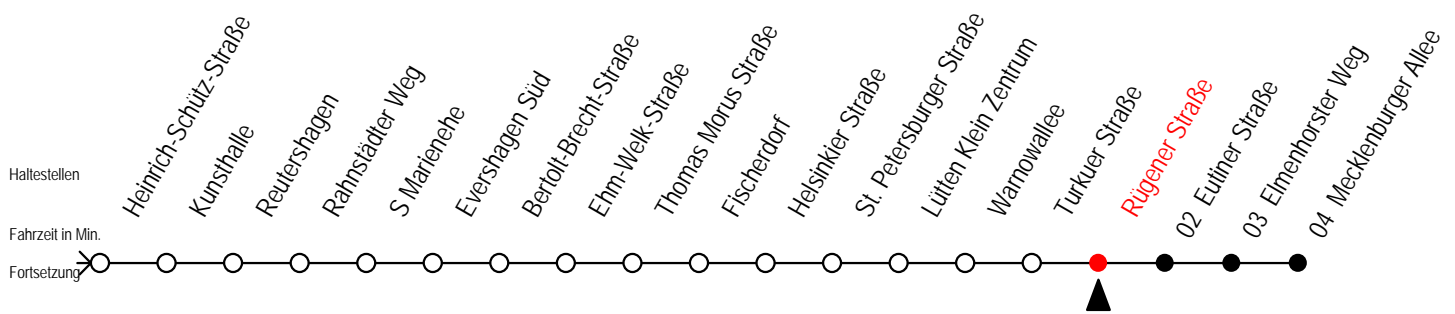 Haltestellen
Heinrich-Schütz-Straße
Kunsthalle
Reutershagen
Rahnstädter Weg
S Marienehe
Evershagen Süd
Bertolt-Brecht-Straße
Ehm-Welk-Straße
Thomas Morus Straße
Fischerdorf
Helsinkier Straße
St. Petersburger Straße
Lütten Klein Zentrum
Warnowallee
Turkuer Straße
Rügener Straße
02 Eutiner Straße
03 Elmenhorster Weg
04 Mecklenburger Allee
Fahrzeit in Min.
Fortsetzung